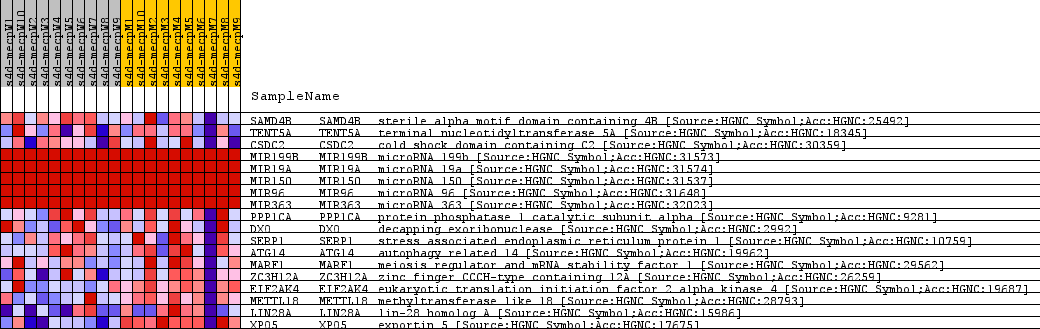 s4d-mecpW1
s4d-mecpW10
s4d-mecpW2
s4d-mecpW3
s4d-mecpW4
s4d-mecpW5
s4d-mecpW6
s4d-mecpW7
s4d-mecpW8
s4d-mecpW9
s4d-mecpM1
s4d-mecpM10
s4d-mecpM2
s4d-mecpM3
s4d-mecpM4
s4d-mecpM5
s4d-mecpM6
s4d-mecpM7
s4d-mecpM8
s4d-mecpM9
SampleName
SAMD4B SAMD4B sterile alpha motif domain containing 4B [Source:HGNC Symbol;Acc:HGNC:25492]
TENT5A TENT5A terminal nucleotidyltransferase 5A [Source:HGNC Symbol;Acc:HGNC:18345]
CSDC2 CSDC2 cold shock domain containing C2 [Source:HGNC Symbol;Acc:HGNC:30359]
MIR199B MIR199B microRNA 199b [Source:HGNC Symbol;Acc:HGNC:31573]
MIR19A MIR19A microRNA 19a [Source:HGNC Symbol;Acc:HGNC:31574]
MIR150 MIR150 microRNA 150 [Source:HGNC Symbol;Acc:HGNC:31537]
MIR96 MIR96 microRNA 96 [Source:HGNC Symbol;Acc:HGNC:31648]
MIR363 MIR363 microRNA 363 [Source:HGNC Symbol;Acc:HGNC:32023]
PPP1CA PPP1CA protein phosphatase 1 catalytic subunit alpha [Source:HGNC Symbol;Acc:HGNC:9281]
DXO DXO decapping exoribonuclease [Source:HGNC Symbol;Acc:HGNC:2992]
SERP1 SERP1 stress associated endoplasmic reticulum protein 1 [Source:HGNC Symbol;Acc:HGNC:10759]
ATG14 ATG14 autophagy related 14 [Source:HGNC Symbol;Acc:HGNC:19962]
MARF1 MARF1 meiosis regulator and mRNA stability factor 1 [Source:HGNC Symbol;Acc:HGNC:29562]
ZC3H12A ZC3H12A zinc finger CCCH-type containing 12A [Source:HGNC Symbol;Acc:HGNC:26259]
EIF2AK4 EIF2AK4 eukaryotic translation initiation factor 2 alpha kinase 4 [Source:HGNC Symbol;Acc:HGNC:19687]
METTL18 METTL18 methyltransferase like 18 [Source:HGNC Symbol;Acc:HGNC:28793]
LIN28A LIN28A lin-28 homolog A [Source:HGNC Symbol;Acc:HGNC:15986]
XPO5 XPO5 exportin 5 [Source:HGNC Symbol;Acc:HGNC:17675]